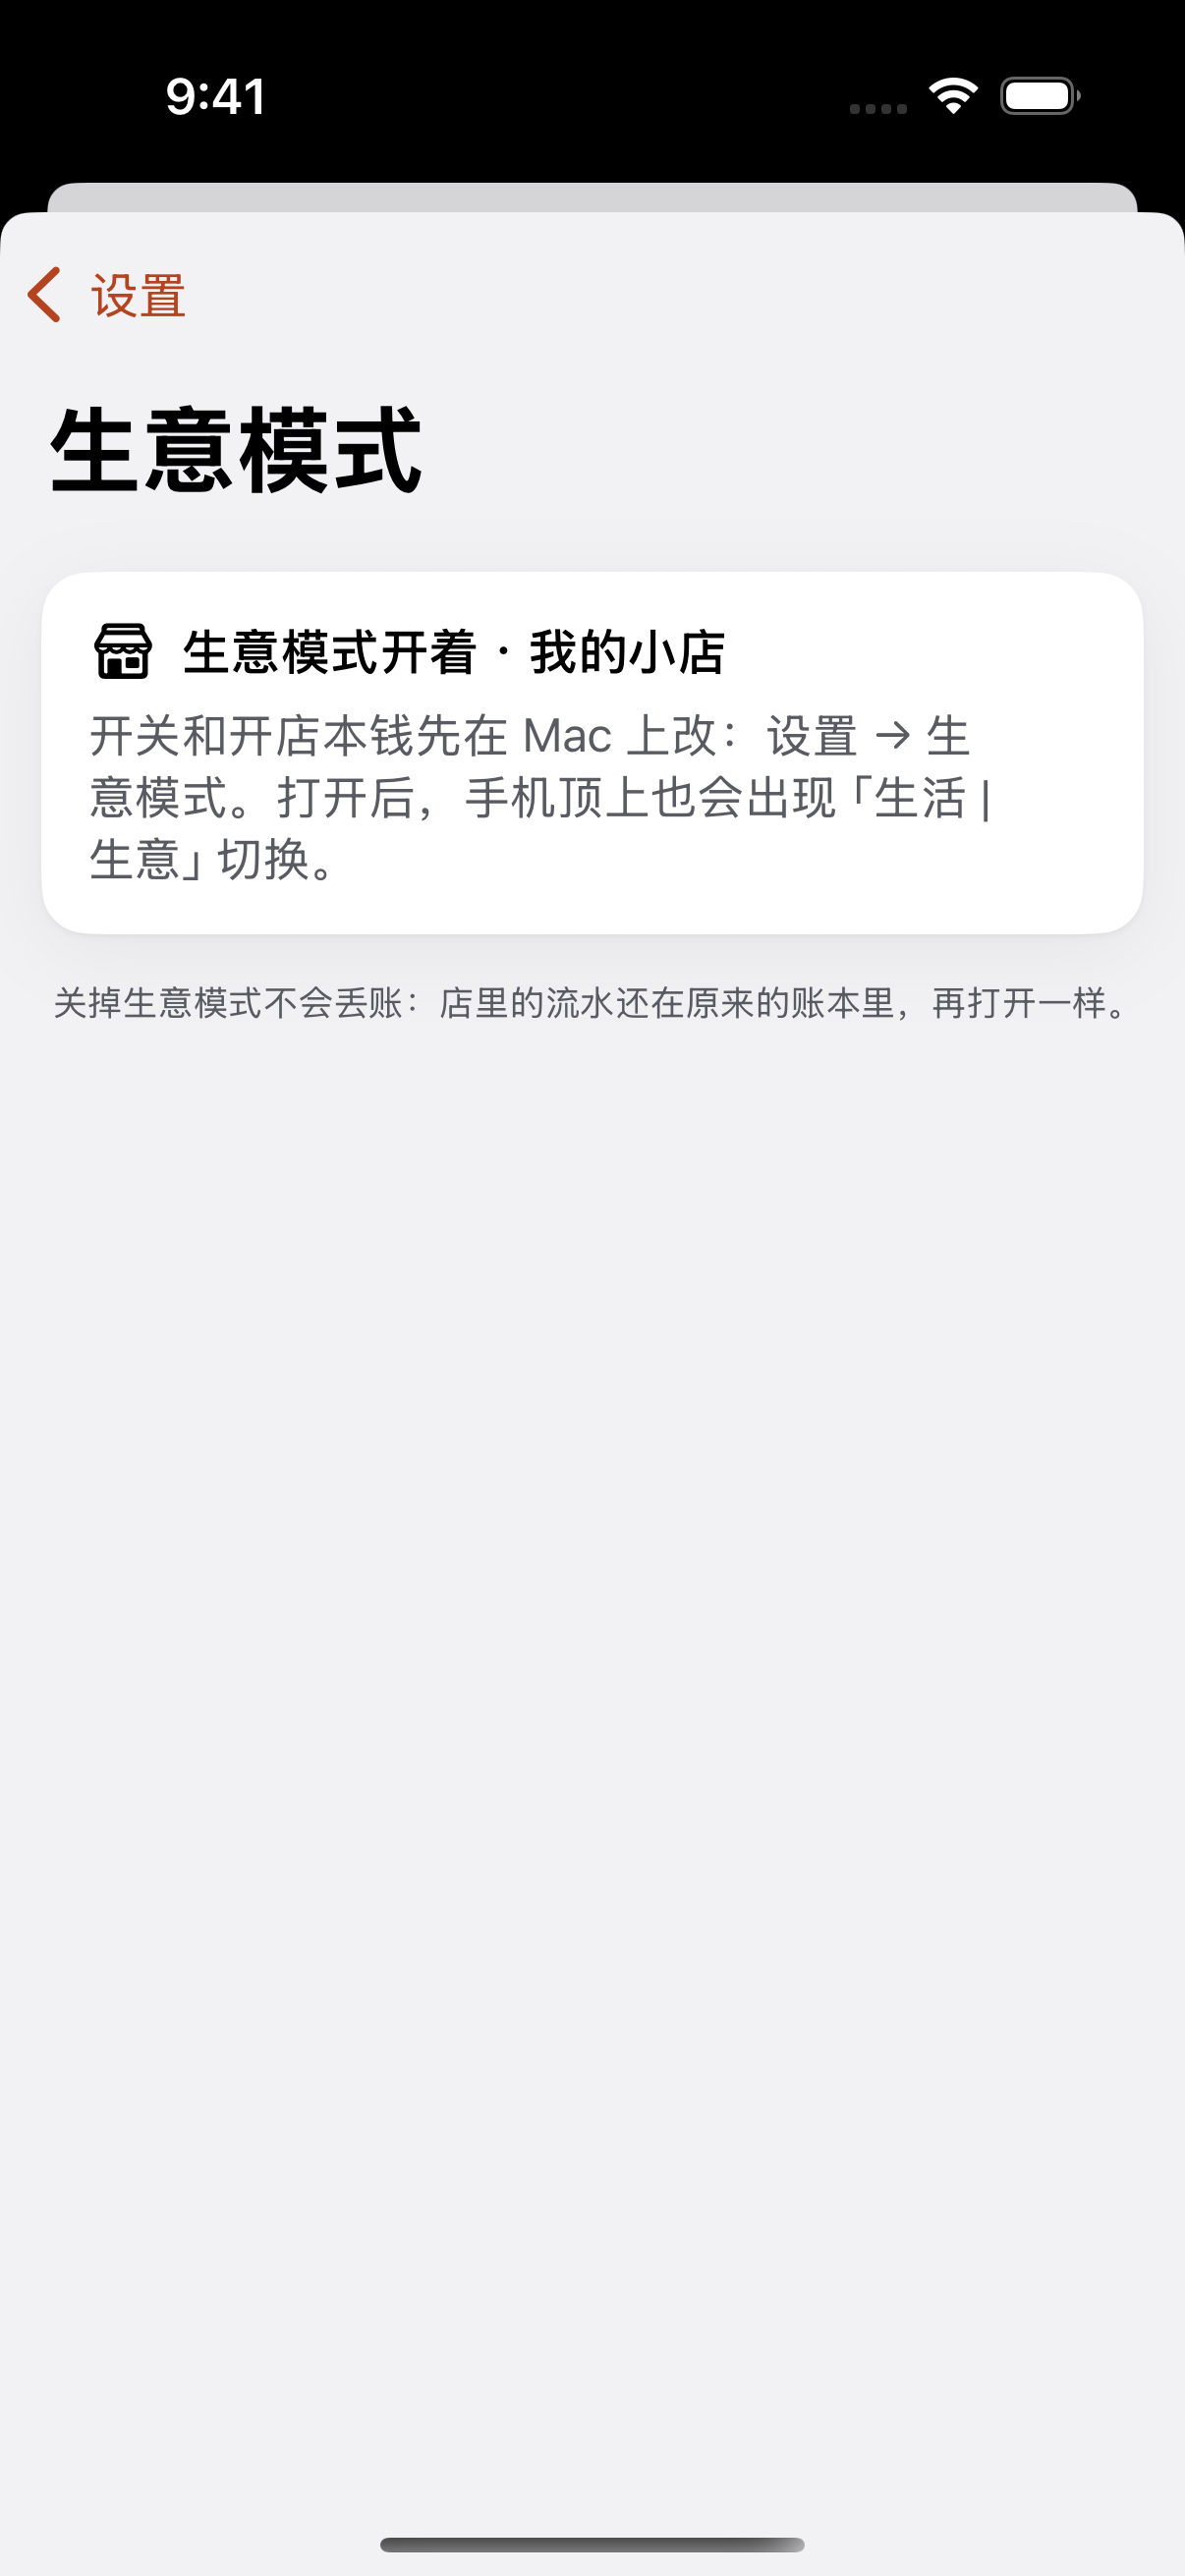 9:41
设置
生意模式
生意模式开着 · 我的小店
开关和开店本钱先在 Mac 上改：设置 → 生
意模式。打开后，手机顶上也会出现「生活 |
生意」切换。
关掉生意模式不会丢账：店里的流水还在原来的账本里，再打开一样。